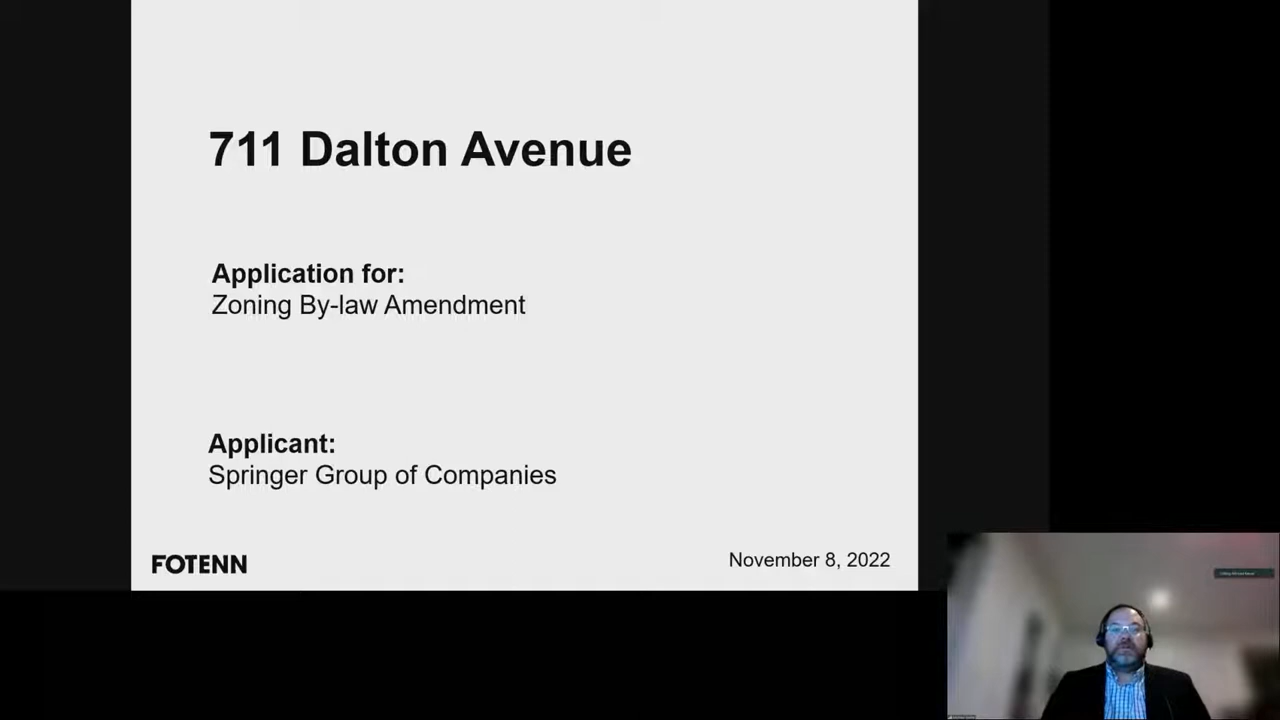 711 Dalton Avenue
Application for:
Zoning By-law Amendment
Applicant:
Springer Group of Companies
FOTENN
November 8, 2022